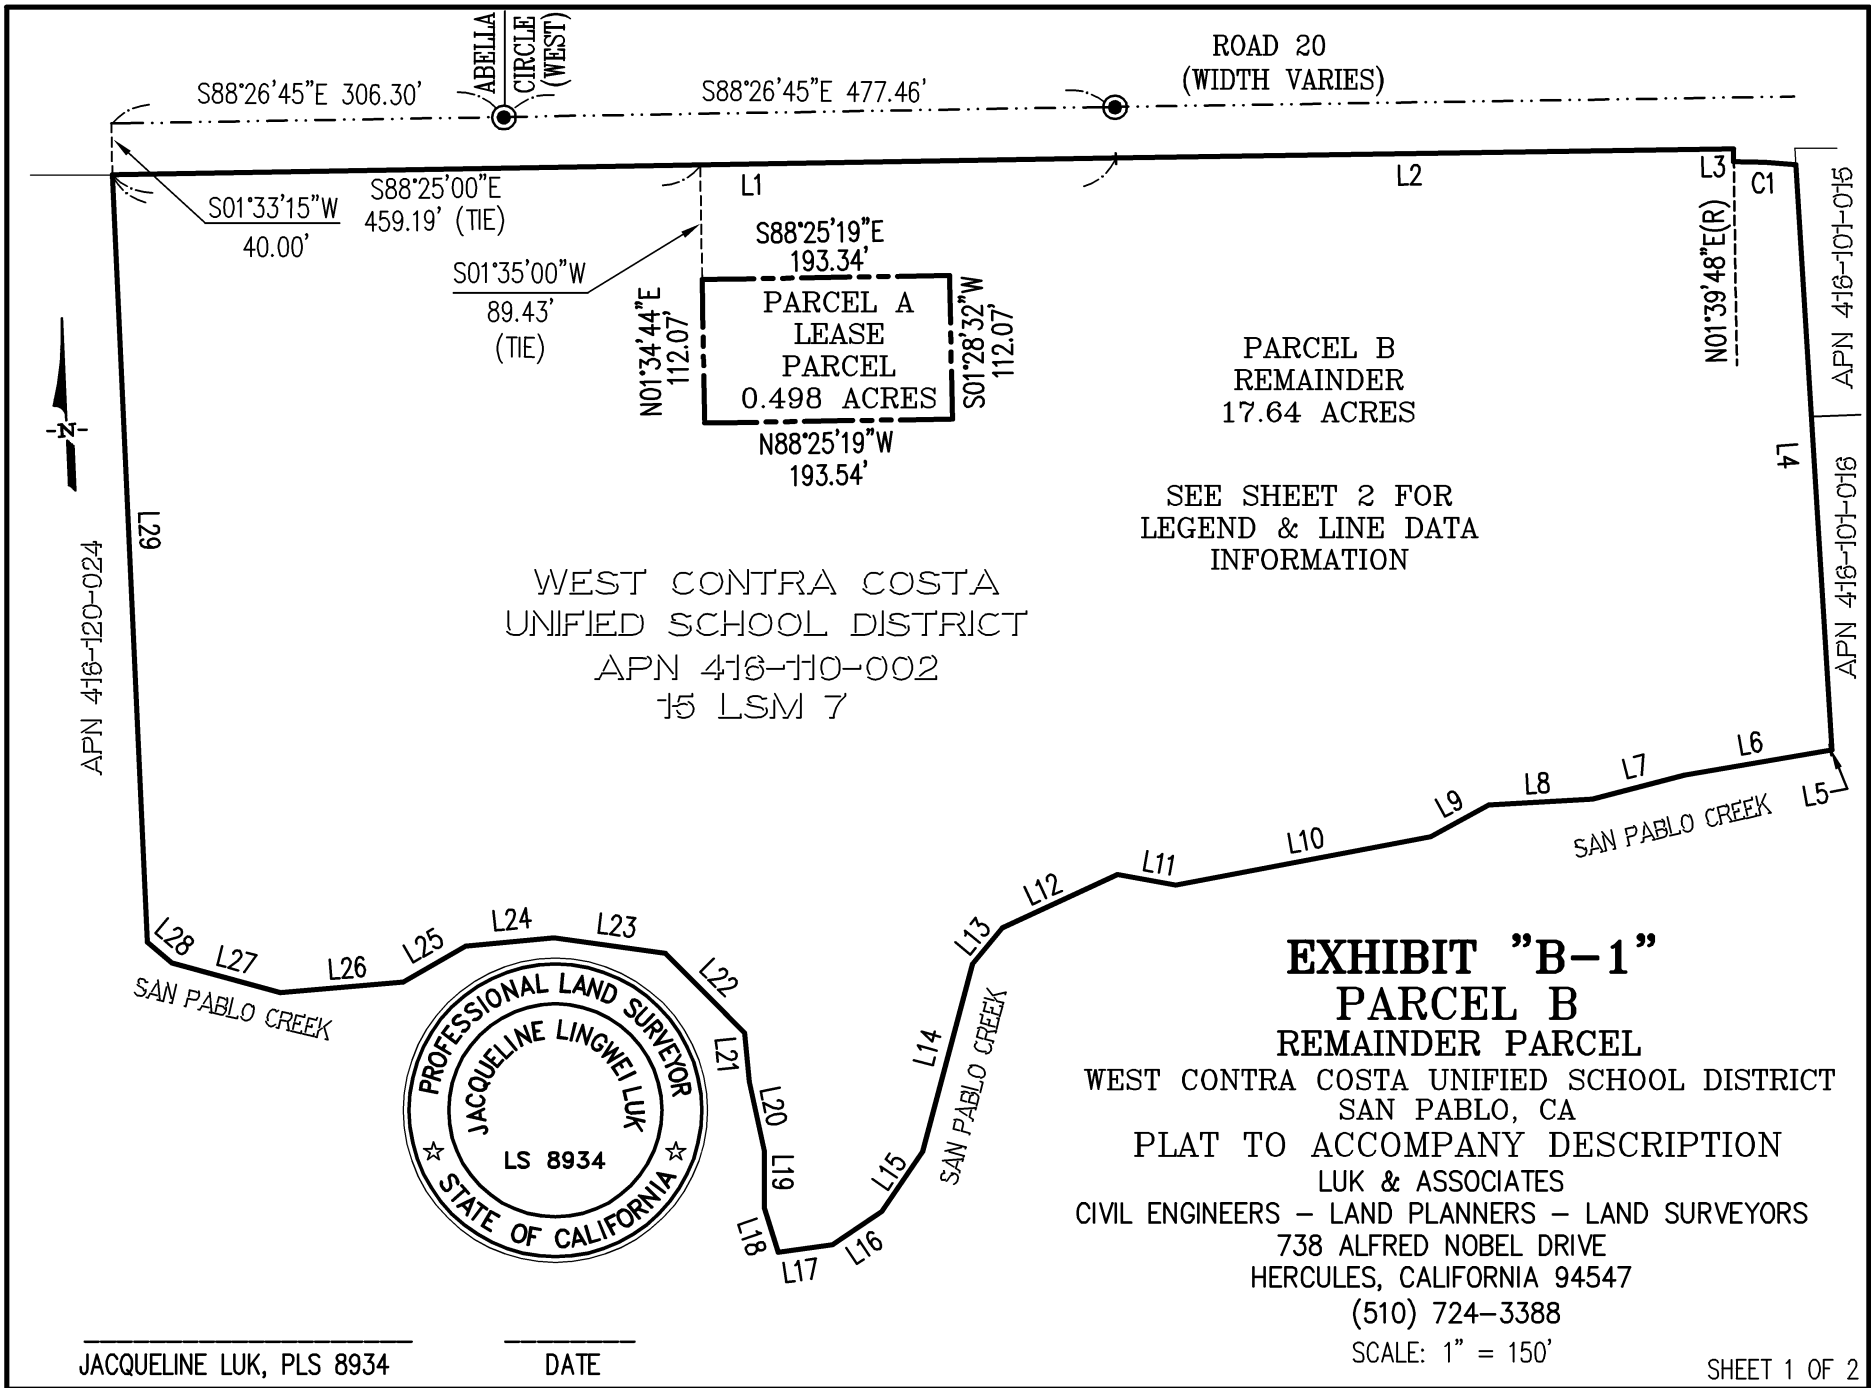 ABELLA
CIRCLE
(WEST)
ROAD 20
(WIDTH VARIES)
S88°26'45"E 306.30'
S88°26'45"E 477.46'
S01°33'15"W
40.00'
S88°25'00"E
459.19' (TIE)
L1
L2
L3
C1
S01°35'00"W
89.43'
(TIE)
S88°25'19"E
193.34'
N01°34'44"E
112.07'
PARCEL A
LEASE
PARCEL
0.498 ACRES
S01°28'32"W
112.07'
N88°25'19"W
193.54'
N01°39'48"E(R)
APN 416-101-015
PARCEL B
REMAINDER
17.64 ACRES
SEE SHEET 2 FOR
LEGEND & LINE DATA
INFORMATION
L4
APN 416-101-016
N
L29
APN 416-120-024
WEST CONTRA COSTA
UNIFIED SCHOOL DISTRICT
APN 416-110-002
15 LSM 7
L5
L6
L7
L8
L9
SAN PABLO CREEK
L10
L11
L12
L13
L14
SAN PABLO CREEK
L15
L16
L17
L18
L19
L20
L21
L22
L23
L24
L25
L26
L27
L28
SAN PABLO CREEK
PROFESSIONAL LAND SURVEYOR
JACQUELINE LINGWEI LUK
LS 8934
STATE OF CALIFORNIA
EXHIBIT "B-1"
PARCEL B
REMAINDER PARCEL
WEST CONTRA COSTA UNIFIED SCHOOL DISTRICT
SAN PABLO, CA
PLAT TO ACCOMPANY DESCRIPTION
LUK & ASSOCIATES
CIVIL ENGINEERS – LAND PLANNERS – LAND SURVEYORS
738 ALFRED NOBEL DRIVE
HERCULES, CALIFORNIA 94547
(510) 724-3388
SCALE: 1" = 150'
JACQUELINE LUK, PLS 8934
DATE
SHEET 1 OF 2